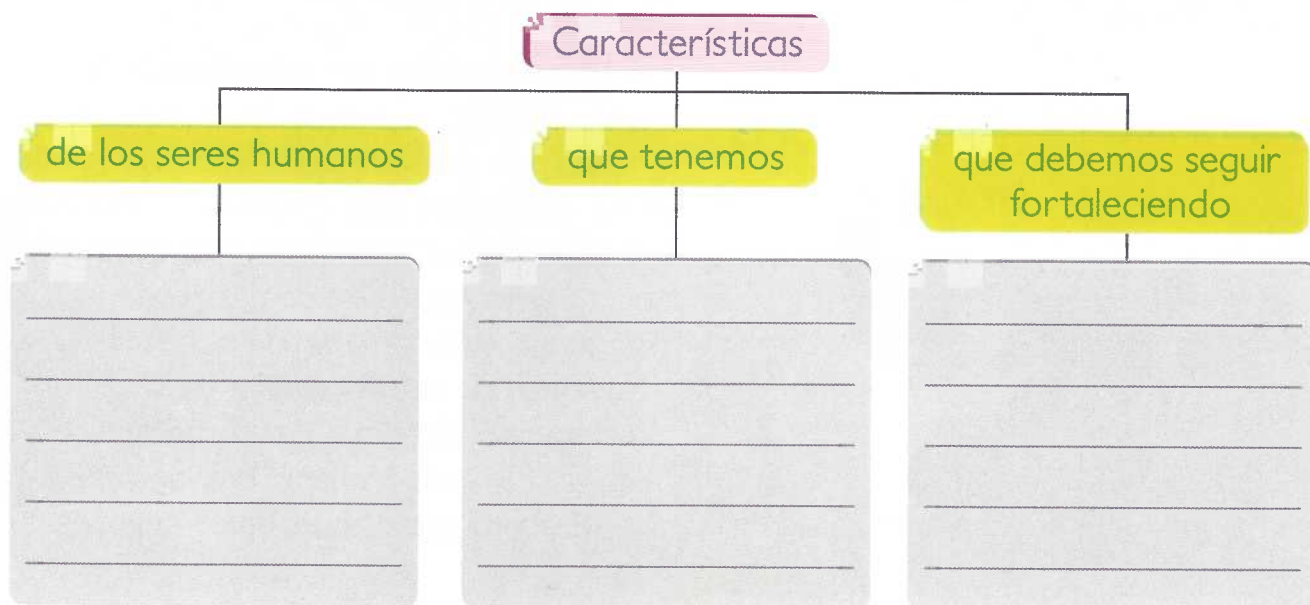 Características
de los seres humanos
que tenemos
que debemos seguir
fortaleciendo